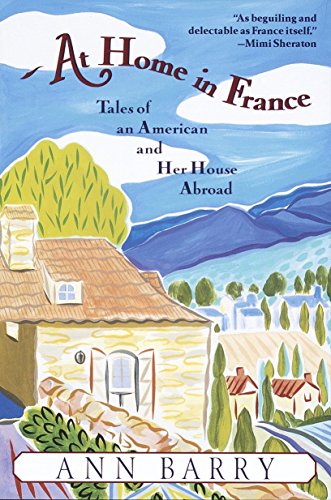 "As beguiling and
delectable as France itself."
—Mimi Sheraton
At Home in France
Tales of
an American
and
Her House
Abroad
ANN BARRY